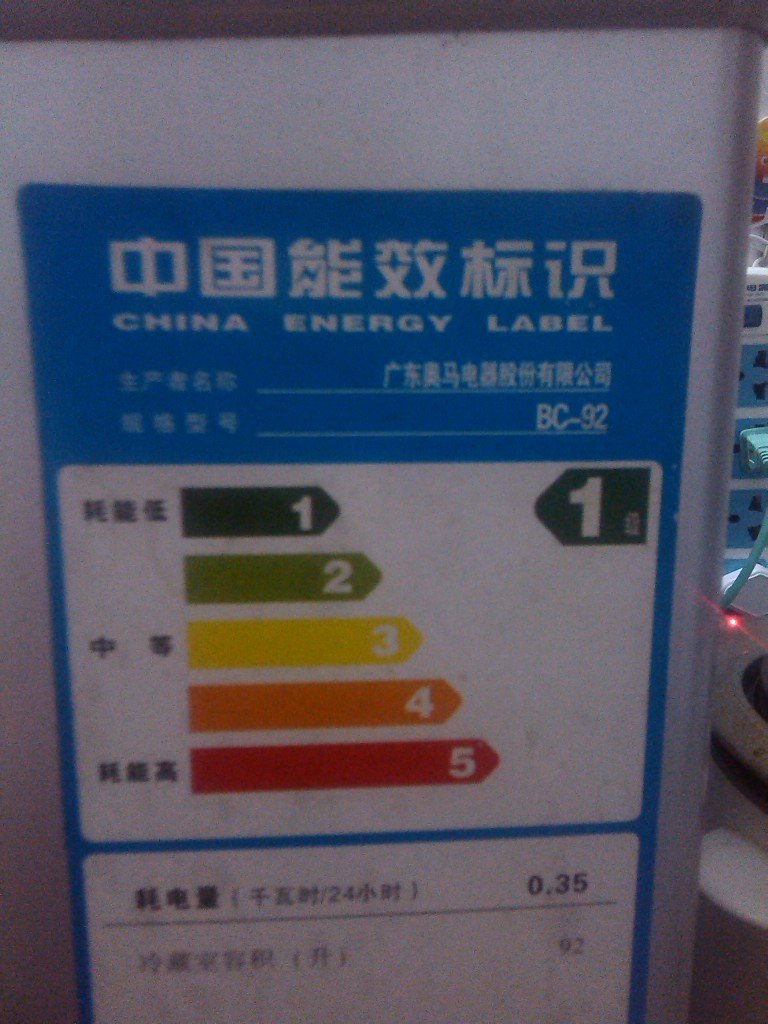 中国能效标识
CHINA ENERGY LABEL
生产者名称 广东奥马电器股份有限公司
规格型号 BC-92
耗能低 1 1级
2
中等 3
4
耗能高 5
耗电量（千瓦时/24小时） 0.35
冷藏室容积（升） 92